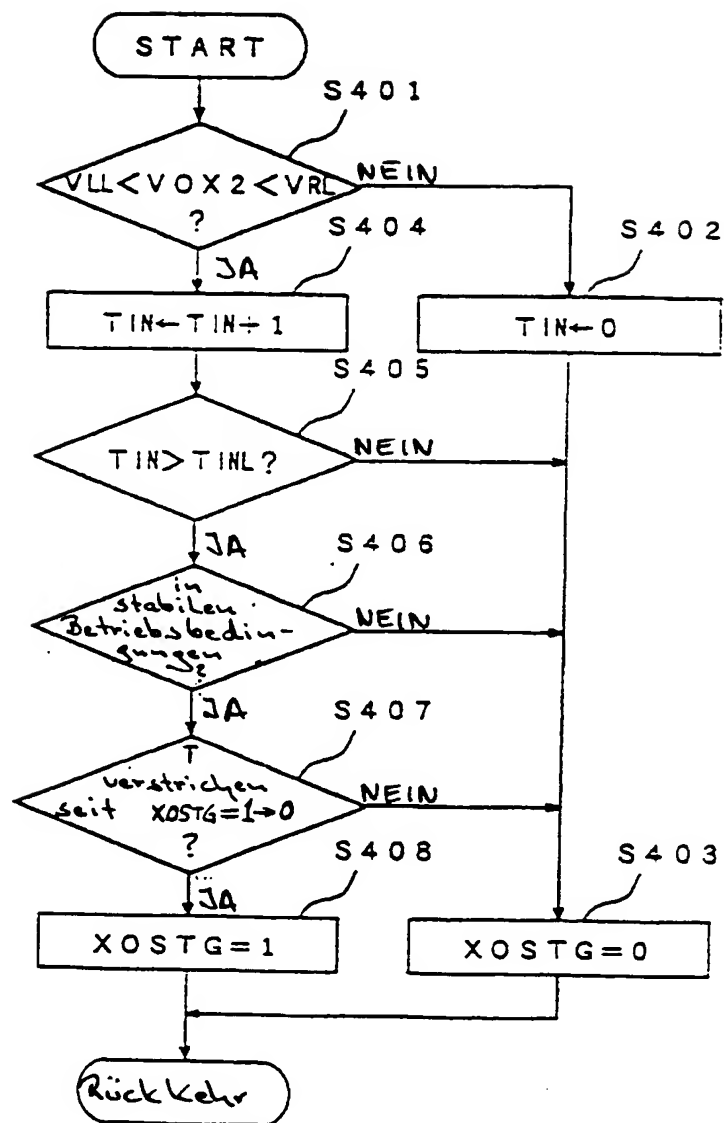 START
S401
VLL<VOX2<VRL
?
NEIN
JA
S404
S402
TIN←TIN+1
TIN←0
S405
TIN>TINL?
NEIN
JA
S406
in
stabilen
Betriebsbedin-
gungen
?
NEIN
JA
S407
T
verstrichen
seit XOSTG=1→0
?
NEIN
JA
S408
S403
XOSTG=1
XOSTG=0
Rückkehr